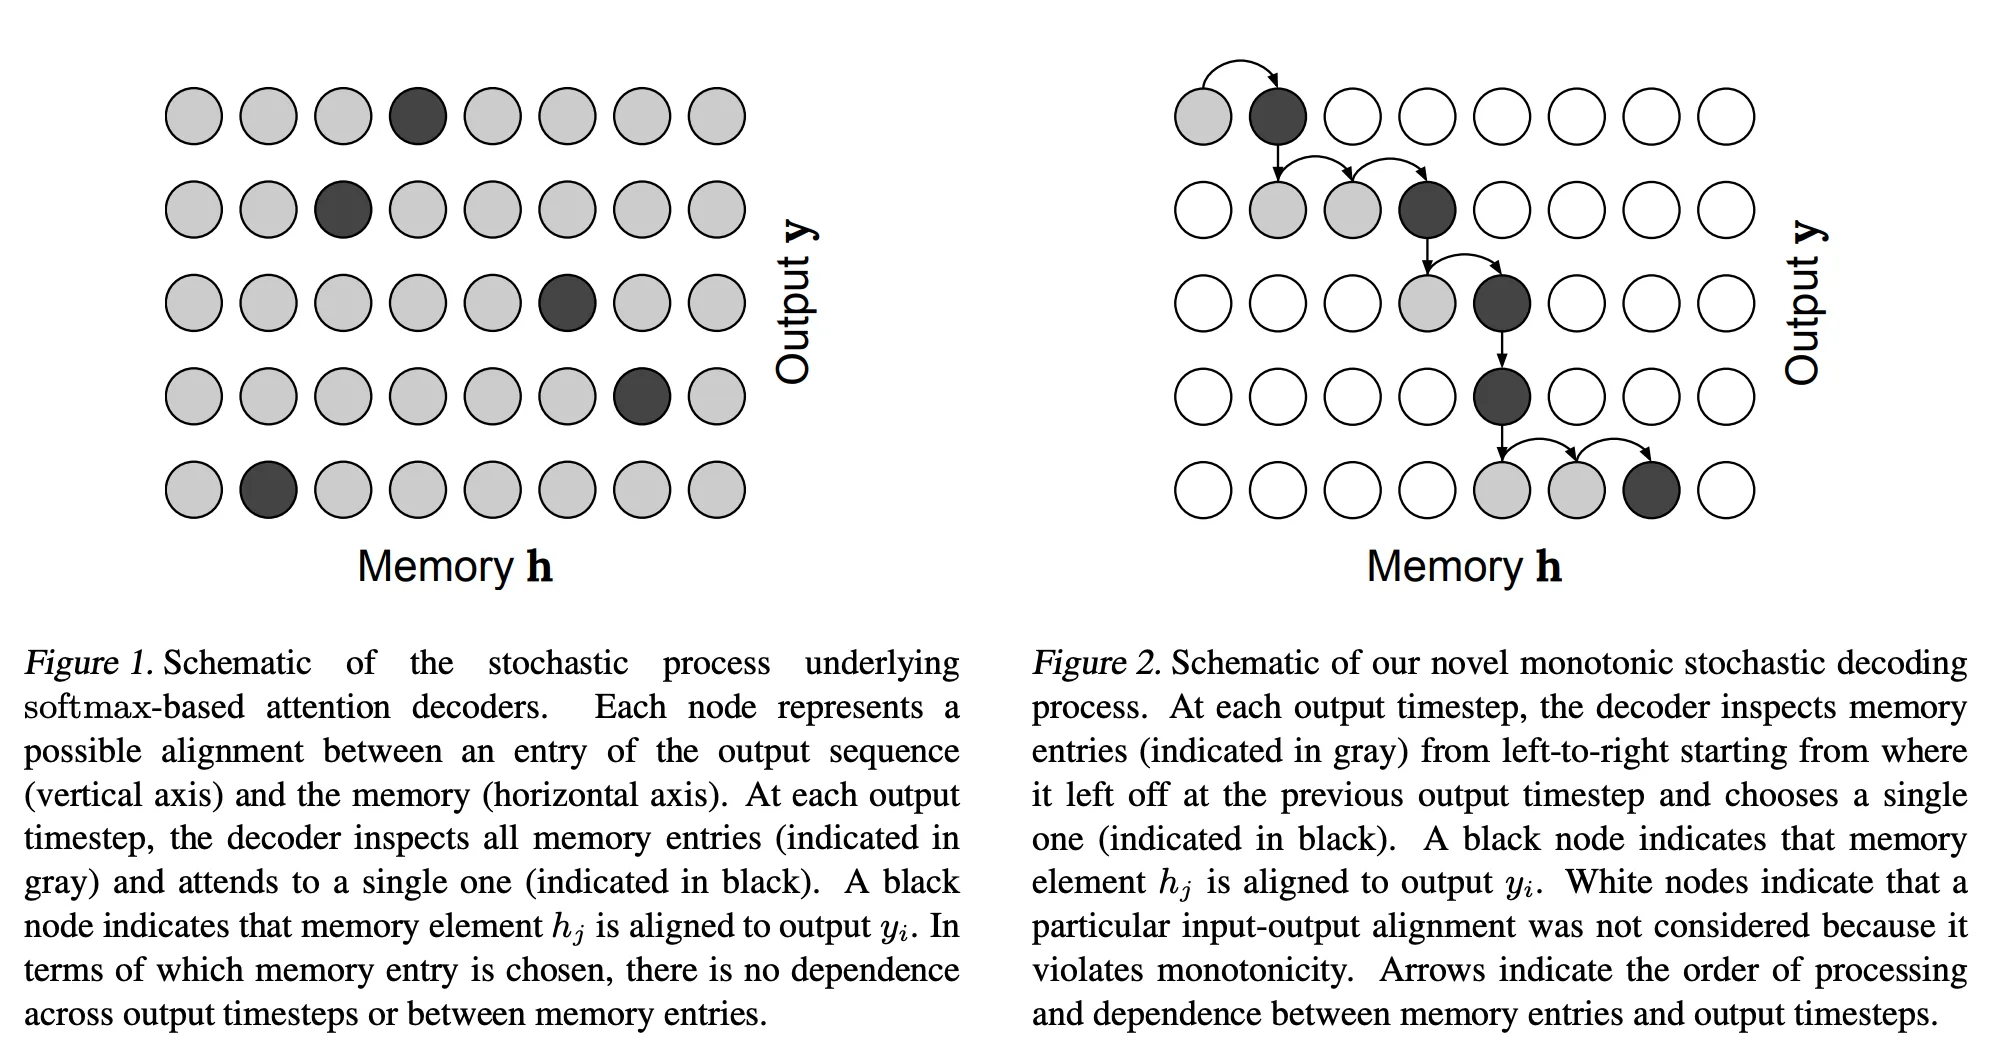 Output y
Memory h
Figure 1. Schematic of the stochastic process underlying
softmax-based attention decoders. Each node represents a
possible alignment between an entry of the output sequence
(vertical axis) and the memory (horizontal axis). At each output
timestep, the decoder inspects all memory entries (indicated in
gray) and attends to a single one (indicated in black). A black
node indicates that memory element hj is aligned to output yi. In
terms of which memory entry is chosen, there is no dependence
across output timesteps or between memory entries.
Output y
Memory h
Figure 2. Schematic of our novel monotonic stochastic decoding
process. At each output timestep, the decoder inspects memory
entries (indicated in gray) from left-to-right starting from where
it left off at the previous output timestep and chooses a single
one (indicated in black). A black node indicates that memory
element hj is aligned to output yi. White nodes indicate that a
particular input-output alignment was not considered because it
violates monotonicity. Arrows indicate the order of processing
and dependence between memory entries and output timesteps.